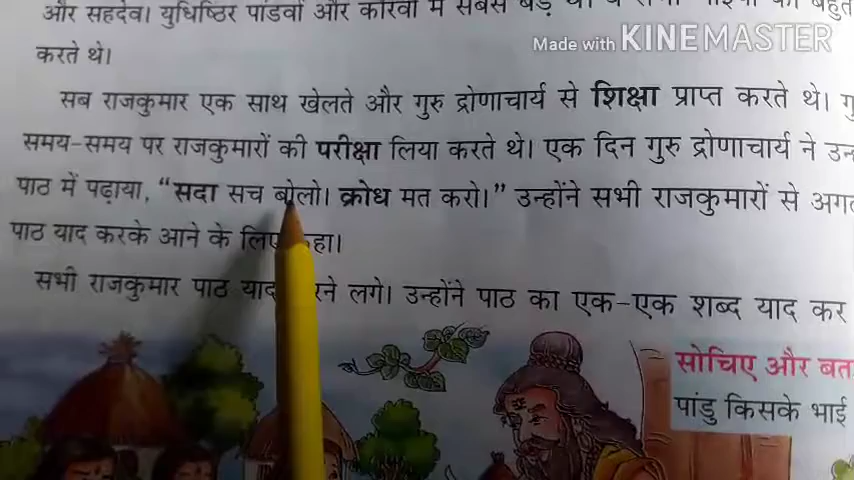 और सहदेव। युधिष्ठिर पांडवों और कौरवों में सबसे बड़े
Made with KINEMASTER
करते थे।
सब राजकुमार एक साथ खेलते और गुरु द्रोणाचार्य से शिक्षा प्राप्त करते थे।
समय-समय पर राजकुमारों की परीक्षा लिया करते थे। एक दिन गुरु द्रोणाचार्य ने
पाठ में पढ़ाया, “सदा सच बोलो। क्रोध मत करो।” उन्होंने सभी राजकुमारों से
पाठ याद करके आने के लिए कहा।
सभी राजकुमार पाठ याद करने लगे। उन्होंने पाठ का एक-एक शब्द याद कर
सोचिए और
पांडु किसके भाई